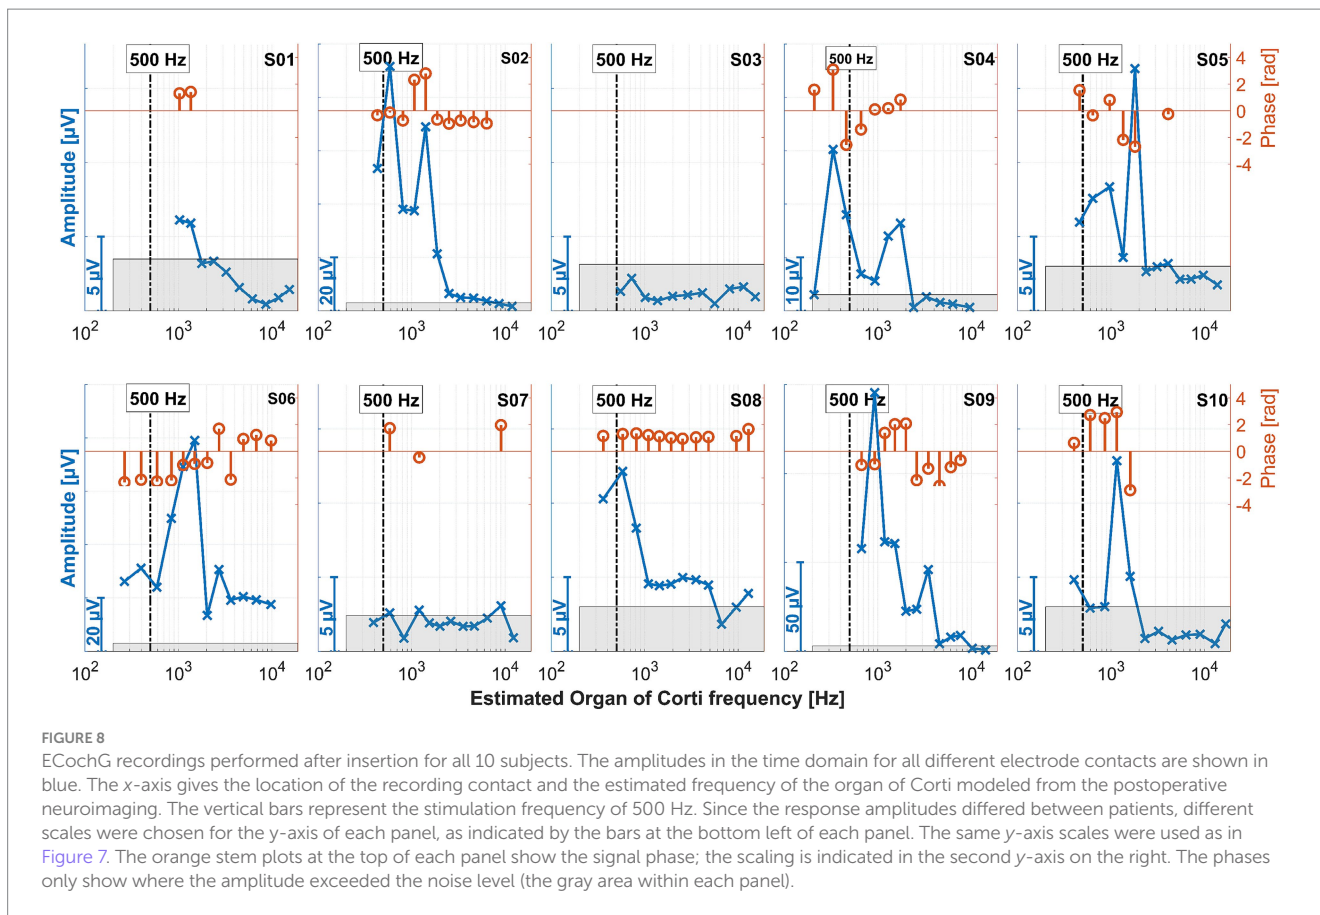 500 Hz S01
500 Hz S02
500 Hz S03
500 Hz S04
500 Hz S05
Amplitude [µV]
5 µV
20 µV
5 µV
10 µV
5 µV
4
2
0
-2
-4
Phase [rad]
10² 10³ 10⁴
10² 10³ 10⁴
10² 10³ 10⁴
10² 10³ 10⁴
10² 10³ 10⁴
500 Hz S06
500 Hz S07
500 Hz S08
500 Hz S09
500 Hz S10
Amplitude [µV]
20 µV
5 µV
5 µV
50 µV
5 µV
4
2
0
-2
-4
Phase [rad]
10² 10³ 10⁴
10² 10³ 10⁴
10² 10³ 10⁴
10² 10³ 10⁴
10² 10³ 10⁴
Estimated Organ of Corti frequency [Hz]
FIGURE 8
ECochG recordings performed after insertion for all 10 subjects. The amplitudes in the time domain for all different electrode contacts are shown in
blue. The x-axis gives the location of the recording contact and the estimated frequency of the organ of Corti modeled from the postoperative
neuroimaging. The vertical bars represent the stimulation frequency of 500 Hz. Since the response amplitudes differed between patients, different
scales were chosen for the y-axis of each panel, as indicated by the bars at the bottom left of each panel. The same y-axis scales were used as in
Figure 7. The orange stem plots at the top of each panel show the signal phase; the scaling is indicated in the second y-axis on the right. The phases
only show where the amplitude exceeded the noise level (the gray area within each panel).